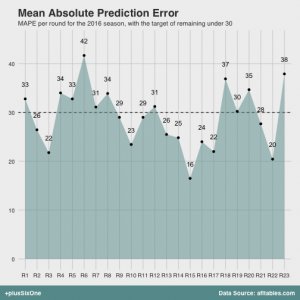 Mean Absolute Prediction Error
MAPE per round for the 2016 season, with the target of remaining under 30
40
30
20
10
0
33 26 22 34 33 42 31 34 29 23 29 31 26 25 16 24 22 37 30 35 28 20 38
R1 R2 R3 R4 R5 R6 R7 R8 R9 R10 R11 R12 R13 R14 R15 R16 R17 R18 R19 R20 R21 R22 R23
+plusSixOne Data Source: afltables.com